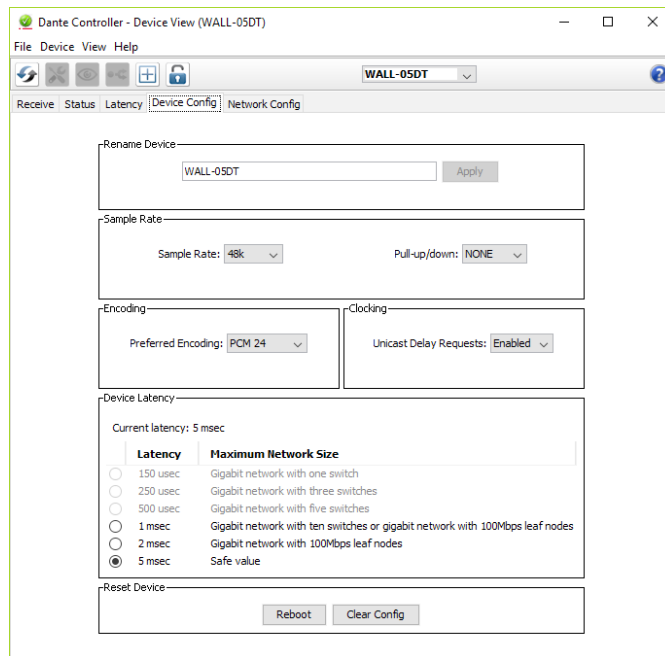 Dante Controller - Device View (WALL-05DT)
File Device View Help
WALL-05DT
?
Receive Status Latency Device Config Network Config
Rename Device
WALL-05DT Apply
Sample Rate
Sample Rate: 48k Pull-up/down: NONE
Encoding Clocking
Preferred Encoding: PCM 24 Unicast Delay Requests: Enabled
Device Latency
Current latency: 5 msec
Latency Maximum Network Size
150 usec Gigabit network with one switch
250 usec Gigabit network with three switches
500 usec Gigabit network with five switches
1 msec Gigabit network with ten switches or gigabit network with 100Mbps leaf nodes
2 msec Gigabit network with 100Mbps leaf nodes
5 msec Safe value
Reset Device
Reboot Clear Config